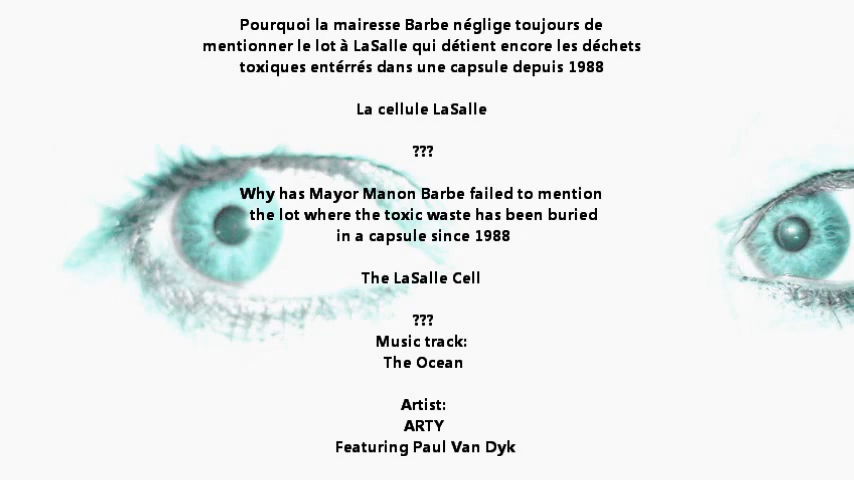 Pourquoi la mairesse Barbe néglige toujours de
mentionner le lot à LaSalle qui détient encore les déchets
toxiques entérrés dans une capsule depuis 1988
La cellule LaSalle
???
Why has Mayor Manon Barbe failed to mention
the lot where the toxic waste has been buried
in a capsule since 1988
The LaSalle Cell
???
Music track:
The Ocean
Artist:
ARTY
Featuring Paul Van Dyk